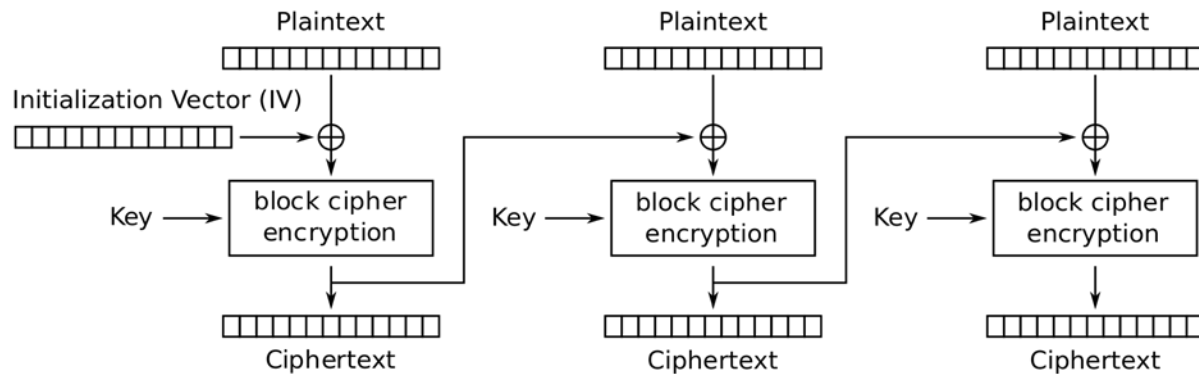 Plaintext
Plaintext
Plaintext
Initialization Vector (IV)
Key
block cipher
encryption
Key
block cipher
encryption
Key
block cipher
encryption
Ciphertext
Ciphertext
Ciphertext